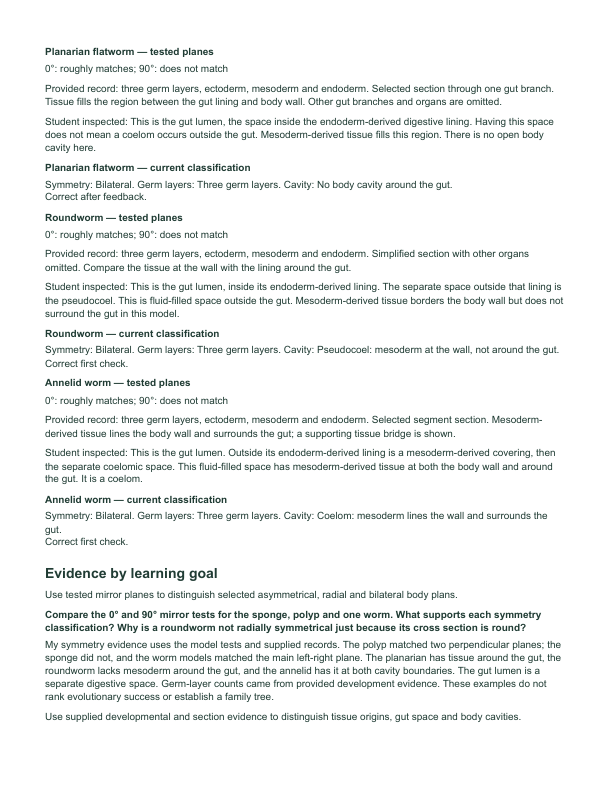 Planarian flatworm — tested planes
0°: roughly matches; 90°: does not match
Provided record: three germ layers, ectoderm, mesoderm and endoderm. Selected section through one gut branch.
Tissue fills the region between the gut lining and body wall. Other gut branches and organs are omitted.
Student inspected: This is the gut lumen, the space inside the endoderm-derived digestive lining. Having this space
does not mean a coelom occurs outside the gut. Mesoderm-derived tissue fills this region. There is no open body
cavity here.
Planarian flatworm — current classification
Symmetry: Bilateral. Germ layers: Three germ layers. Cavity: No body cavity around the gut.
Correct after feedback.
Roundworm — tested planes
0°: roughly matches; 90°: does not match
Provided record: three germ layers, ectoderm, mesoderm and endoderm. Simplified section with other organs
omitted. Compare the tissue at the wall with the lining around the gut.
Student inspected: This is the gut lumen, inside its endoderm-derived lining. The separate space outside that lining is
the pseudocoel. This is fluid-filled space outside the gut. Mesoderm-derived tissue borders the body wall but does not
surround the gut in this model.
Roundworm — current classification
Symmetry: Bilateral. Germ layers: Three germ layers. Cavity: Pseudocoel: mesoderm at the wall, not around the gut.
Correct first check.
Annelid worm — tested planes
0°: roughly matches; 90°: does not match
Provided record: three germ layers, ectoderm, mesoderm and endoderm. Selected segment section. Mesoderm-
derived tissue lines the body wall and surrounds the gut; a supporting tissue bridge is shown.
Student inspected: This is the gut lumen. Outside its endoderm-derived lining is a mesoderm-derived covering, then
the separate coelomic space. This fluid-filled space has mesoderm-derived tissue at both the body wall and around
the gut. It is a coelom.
Annelid worm — current classification
Symmetry: Bilateral. Germ layers: Three germ layers. Cavity: Coelom: mesoderm lines the wall and surrounds the
gut.
Correct first check.
Evidence by learning goal
Use tested mirror planes to distinguish selected asymmetrical, radial and bilateral body plans.
Compare the 0° and 90° mirror tests for the sponge, polyp and one worm. What supports each symmetry
classification? Why is a roundworm not radially symmetrical just because its cross section is round?
My symmetry evidence uses the model tests and supplied records. The polyp matched two perpendicular planes; the
sponge did not, and the worm models matched the main left-right plane. The planarian has tissue around the gut, the
roundworm lacks mesoderm around the gut, and the annelid has it at both cavity boundaries. The gut lumen is a
separate digestive space. Germ-layer counts came from provided development evidence. These examples do not
rank evolutionary success or establish a family tree.
Use supplied developmental and section evidence to distinguish tissue origins, gut space and body cavities.